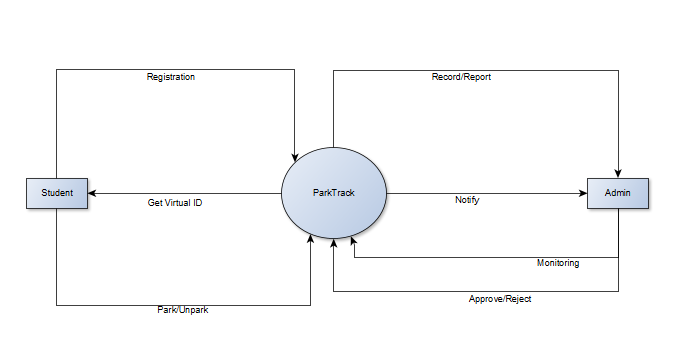 Registration
Record/Report
Student
ParkTrack
Admin
Get Virtual ID
Notify
Monitoring
Approve/Reject
Park/Unpark